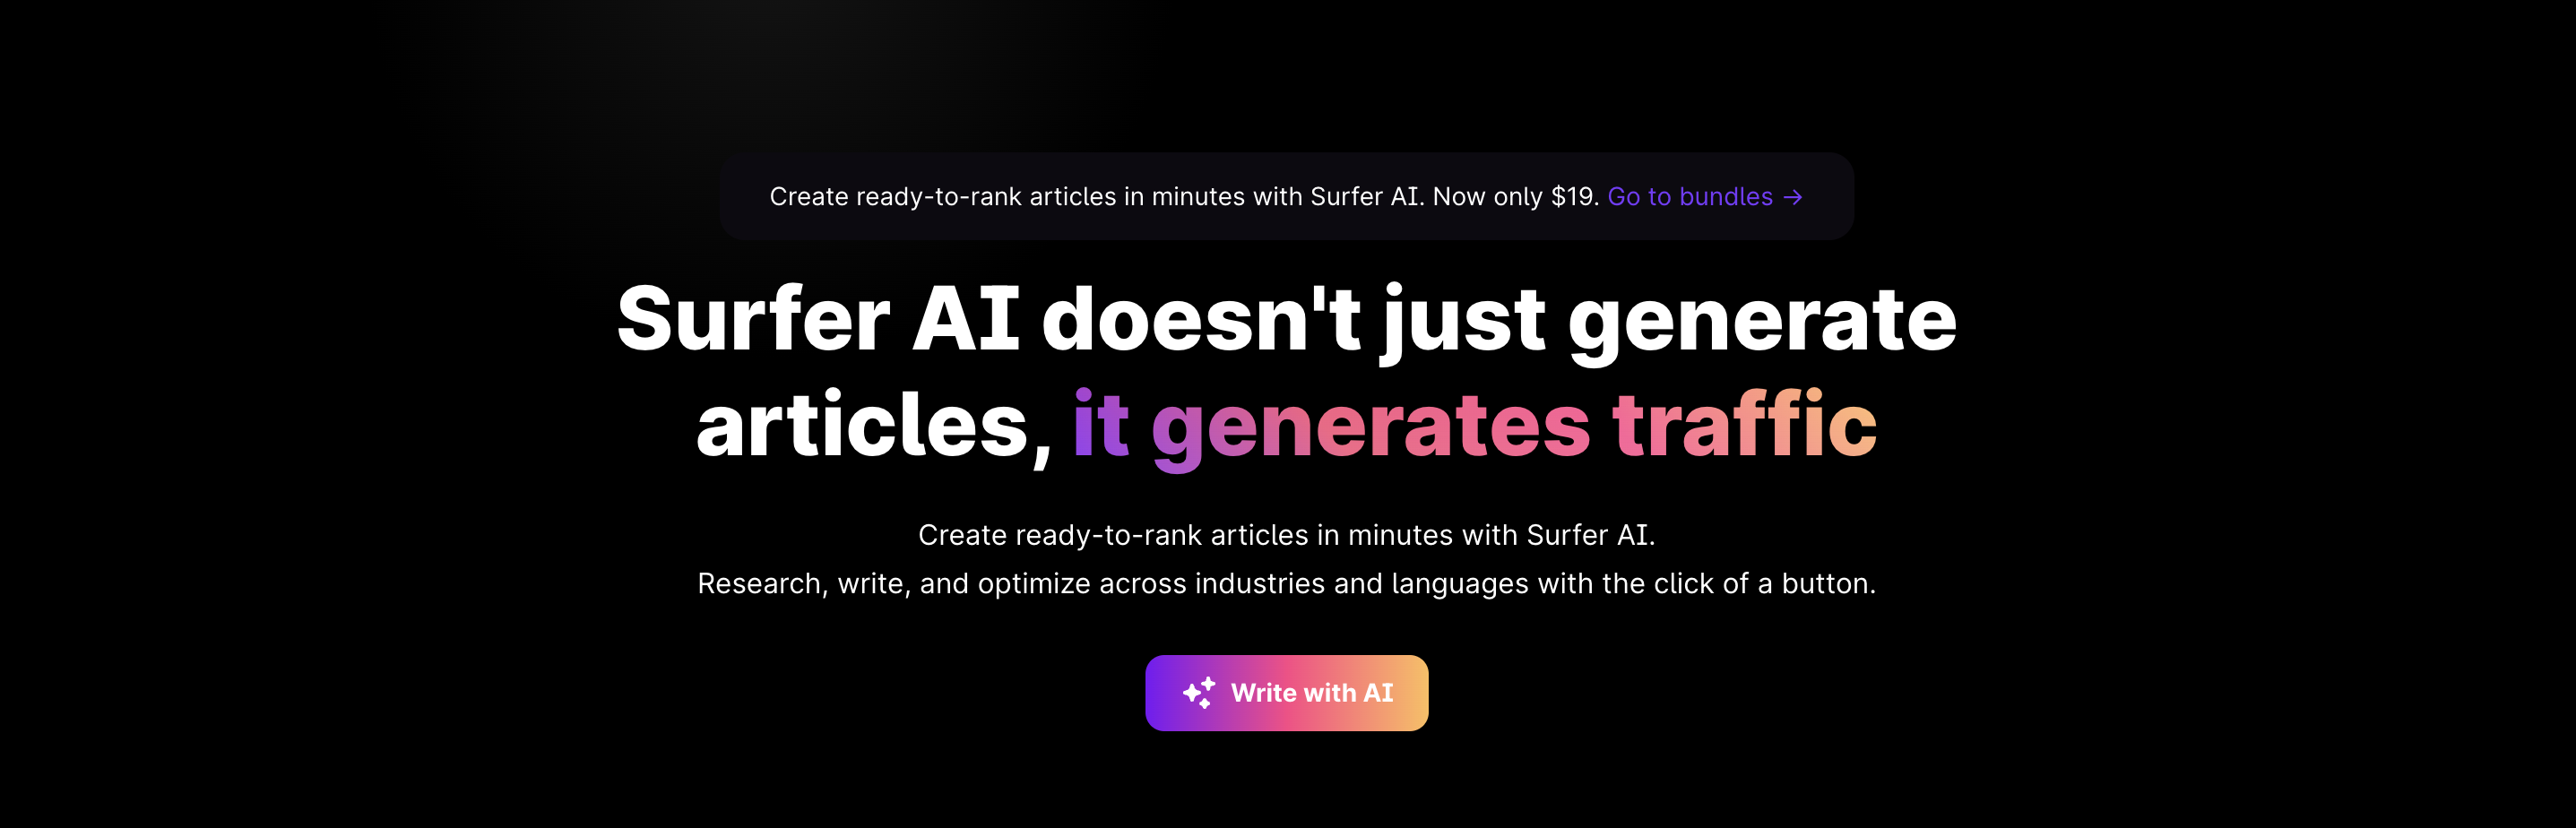 Create ready-to-rank articles in minutes with Surfer AI. Now only $19. Go to bundles →
Surfer AI doesn't just generate
articles, it generates traffic
Create ready-to-rank articles in minutes with Surfer AI.
Research, write, and optimize across industries and languages with the click of a button.
Write with AI